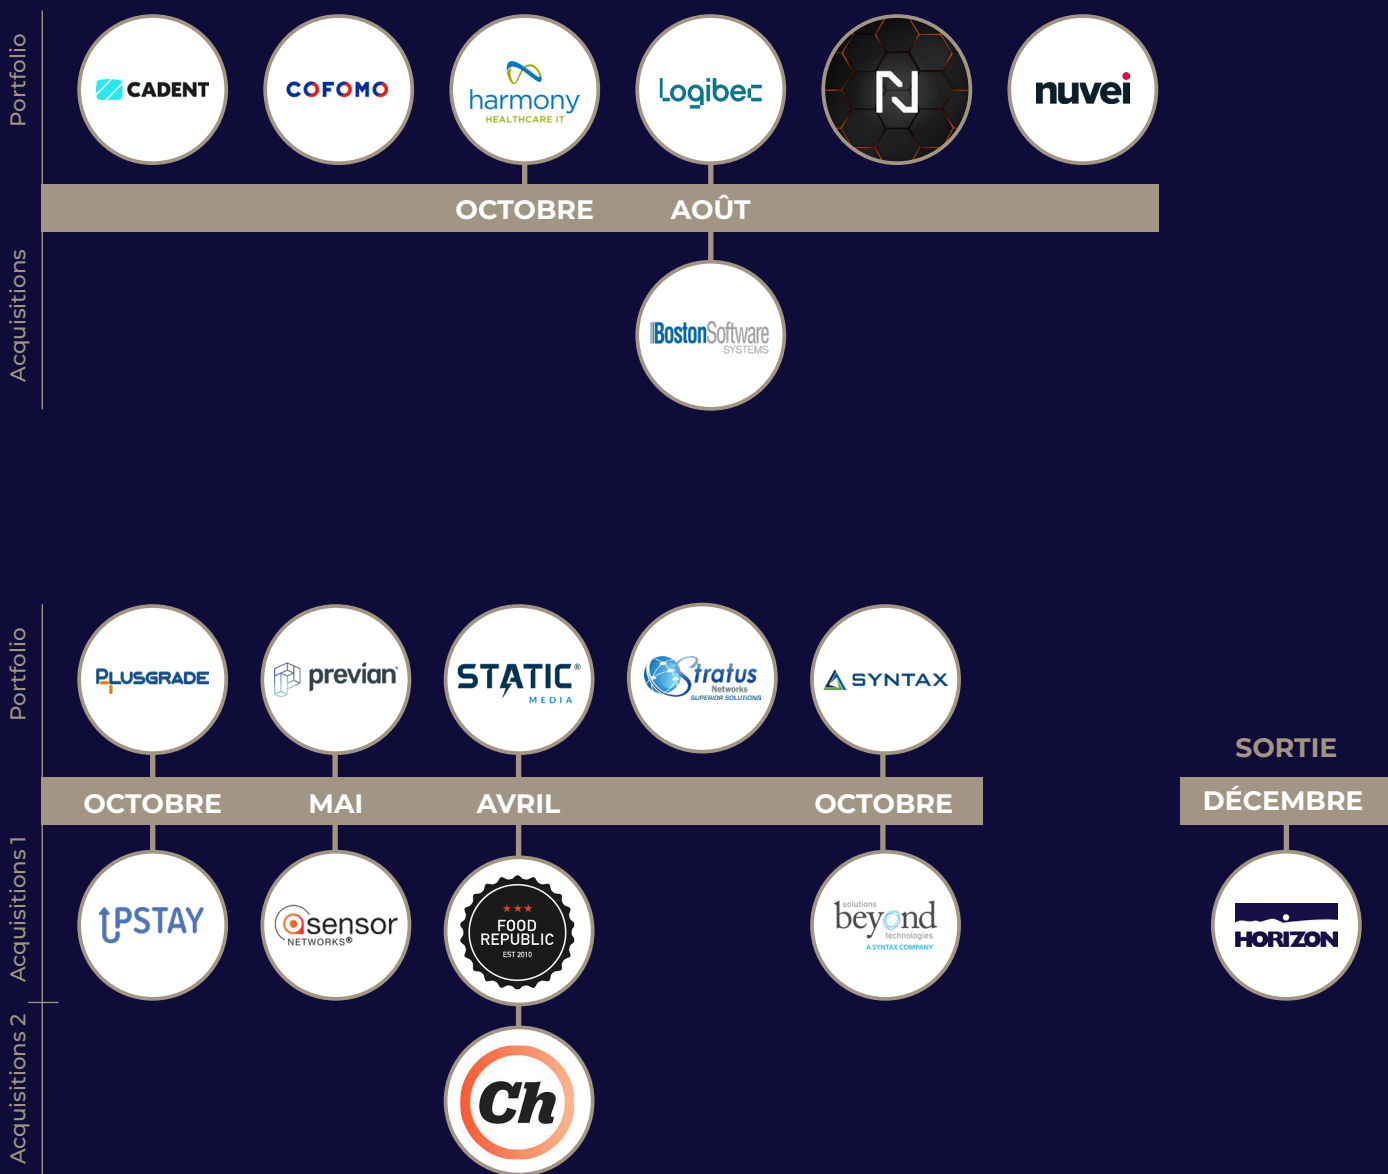 Portfolio
CADENT
COFOMO
harmony
HEALTHCARE IT
Logibec
N
nuvei
OCTOBRE
AOÛT
Acquisitions
BostonSoftware
SYSTEMS
Portfolio
PLUSGRADE
previan
STATIC®
MEDIA
Stratus
Networks
SUPERIOR SOLUTIONS
SYNTAX
SORTIE
OCTOBRE
MAI
AVRIL
OCTOBRE
DÉCEMBRE
Acquisitions 1
UPSTAY
sensor
NETWORKS®
FOOD
REPUBLIC
EST 2010
solutions
beyond
technologies
A SYNTAX COMPANY
HORIZON
Acquisitions 2
Ch